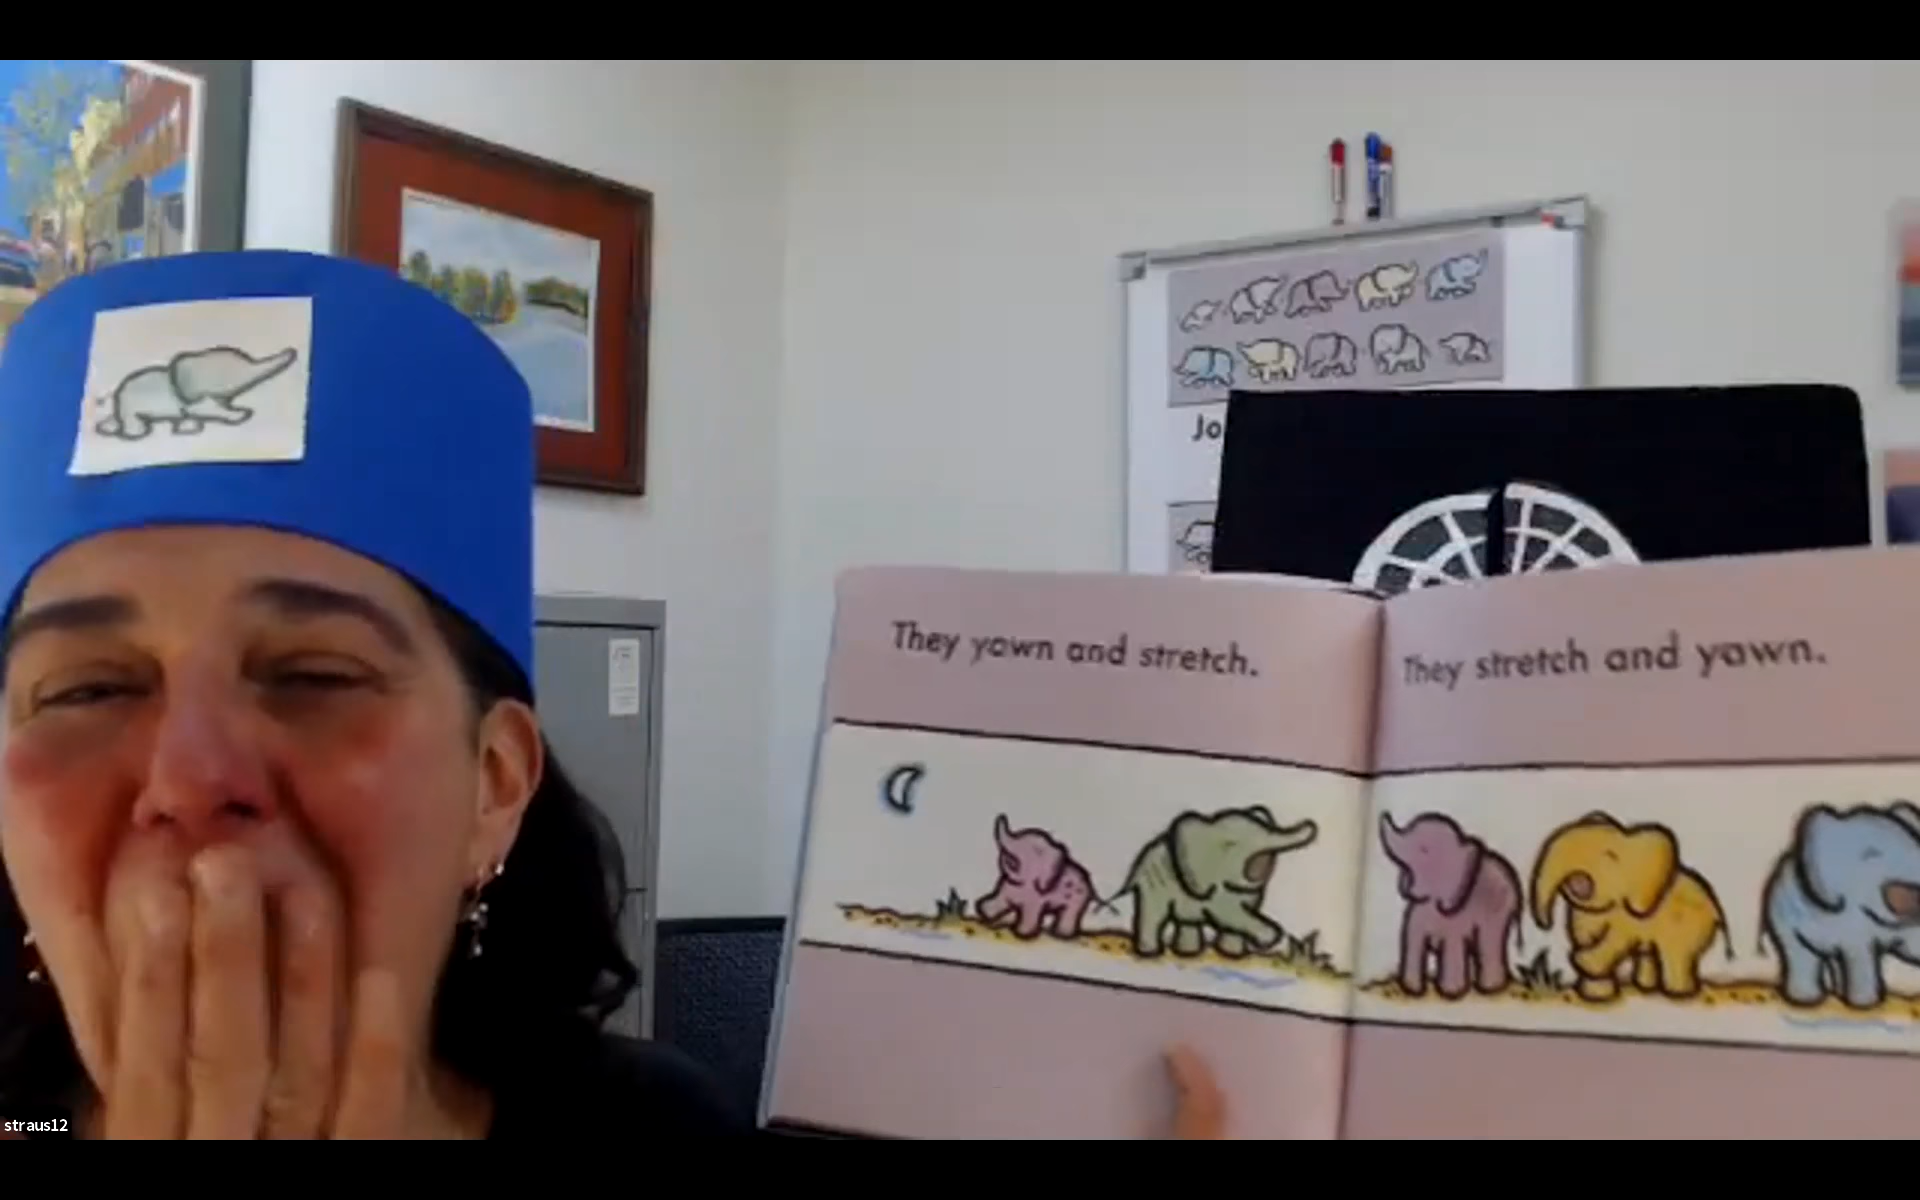 Jo
They yawn and stretch.
They stretch and yawn.
straus12